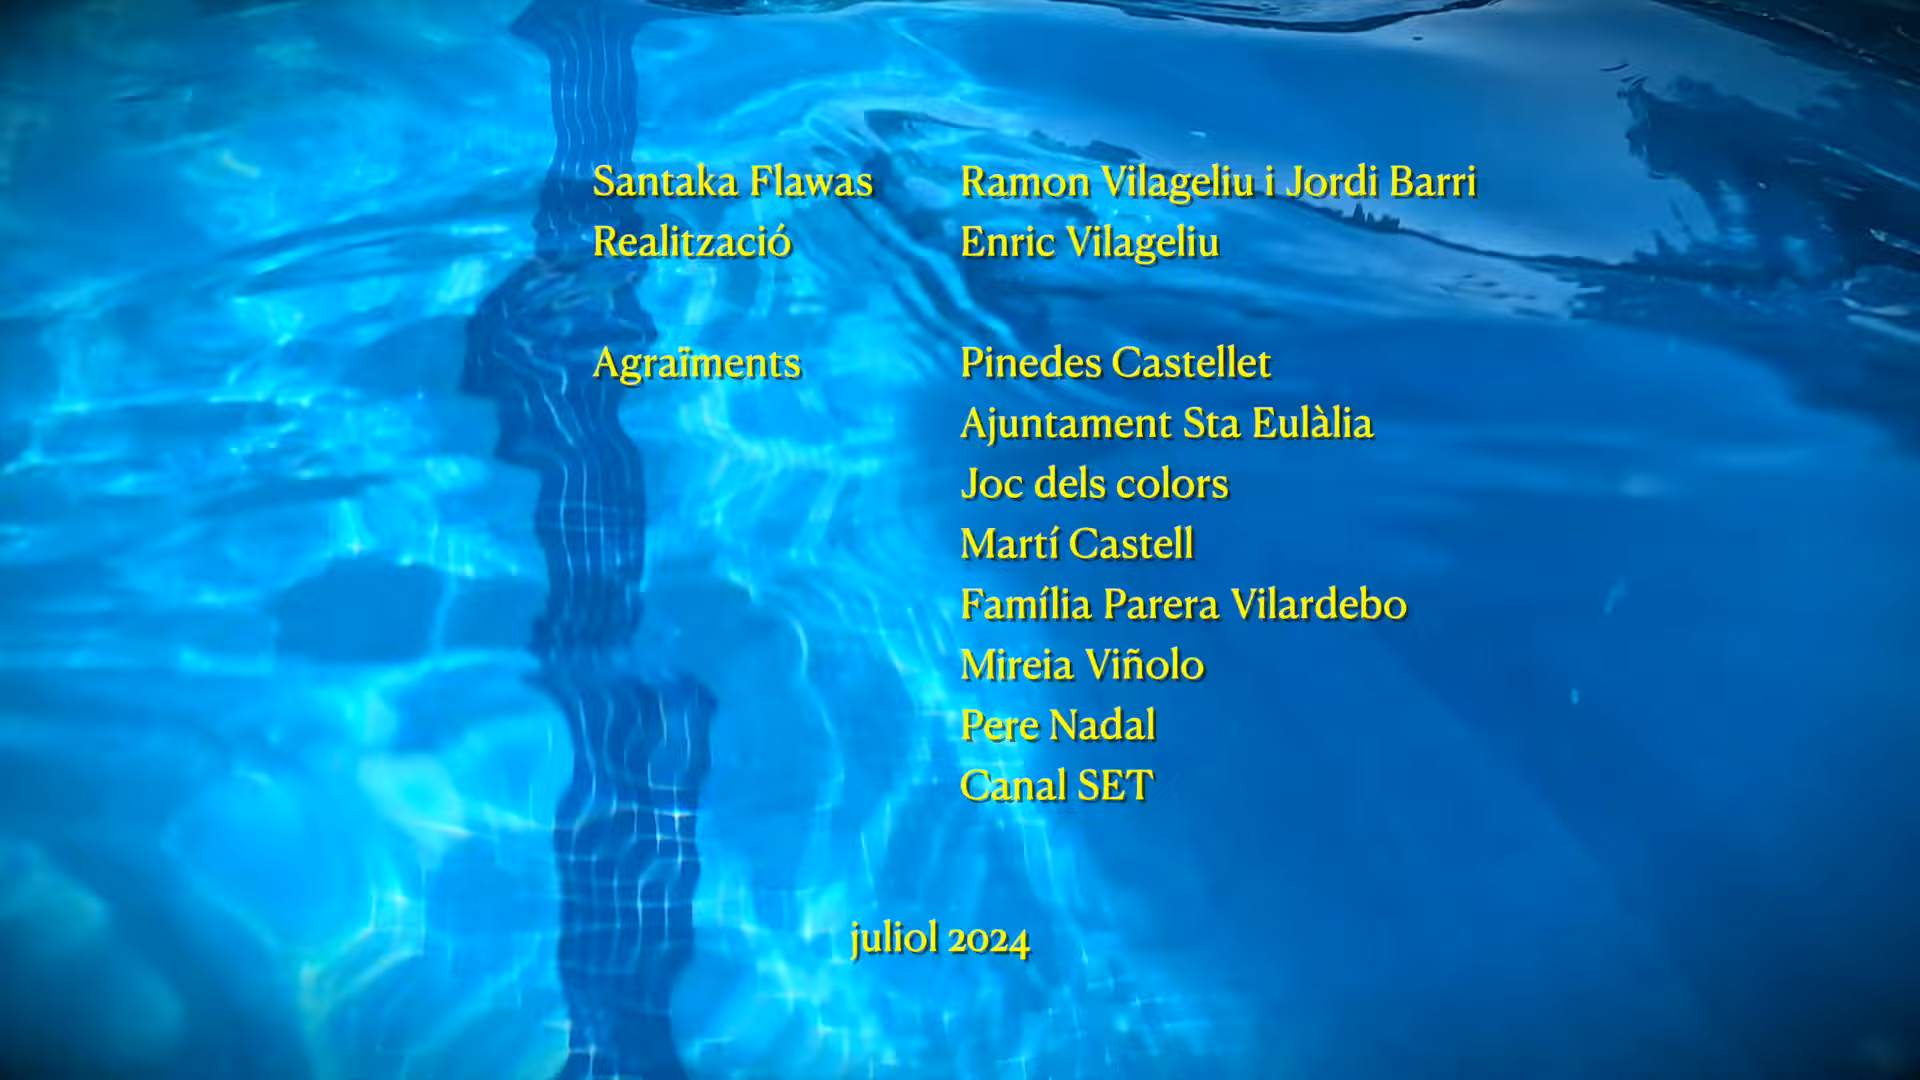 Santaka Flawas Ramon Vilageliu i Jordi Barri
Realització Enric Vilageliu
Agraïments Pinedes Castellet
Ajuntament Sta Eulàlia
Joc dels colors
Martí Castell
Família Parera Vilardebo
Mireia Viñolo
Pere Nadal
Canal SET
juliol 2024